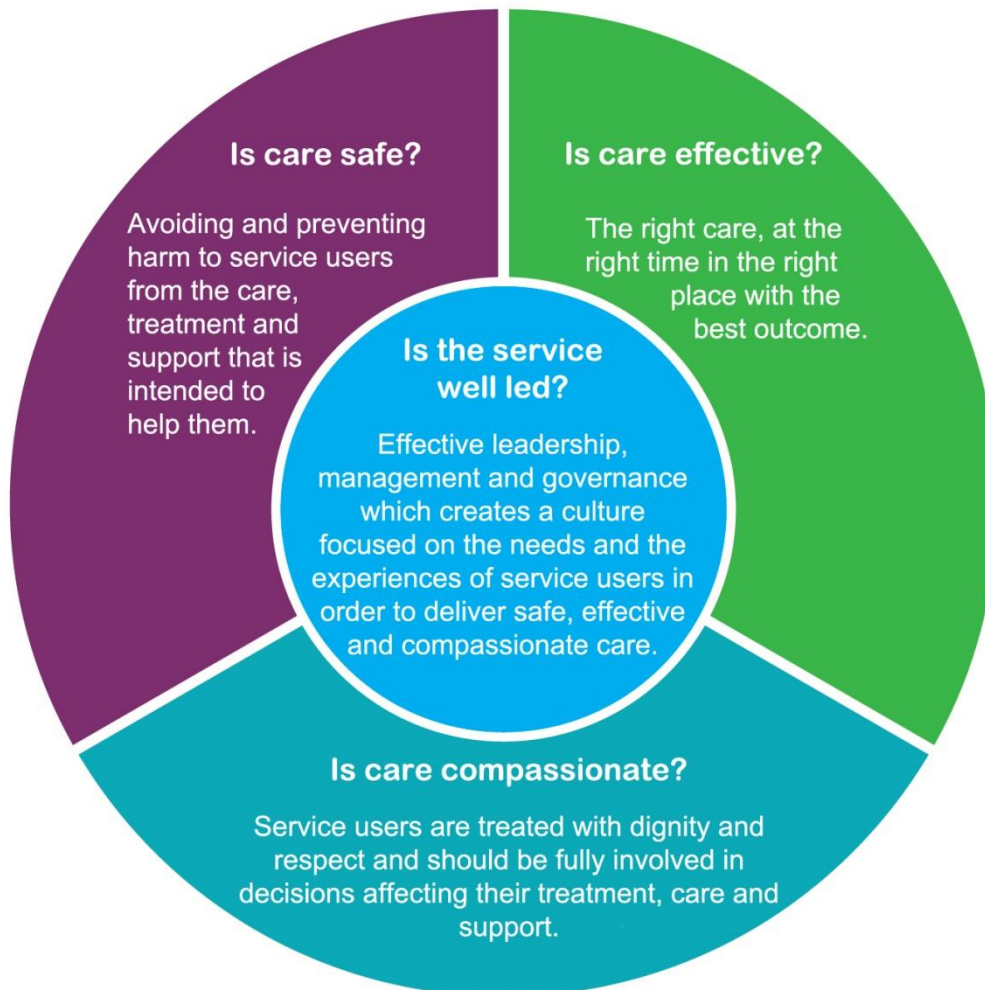 Is care safe?
Avoiding and preventing
harm to service users
from the care,
treatment and
support that is
intended to
help them.
Is care effective?
The right care, at the
right time in the right
place with the
best outcome.
Is the service
well led?
Effective leadership,
management and governance
which creates a culture
focused on the needs and the
experiences of service users in
order to deliver safe, effective
and compassionate care.
Is care compassionate?
Service users are treated with dignity and
respect and should be fully involved in
decisions affecting their treatment, care and
support.